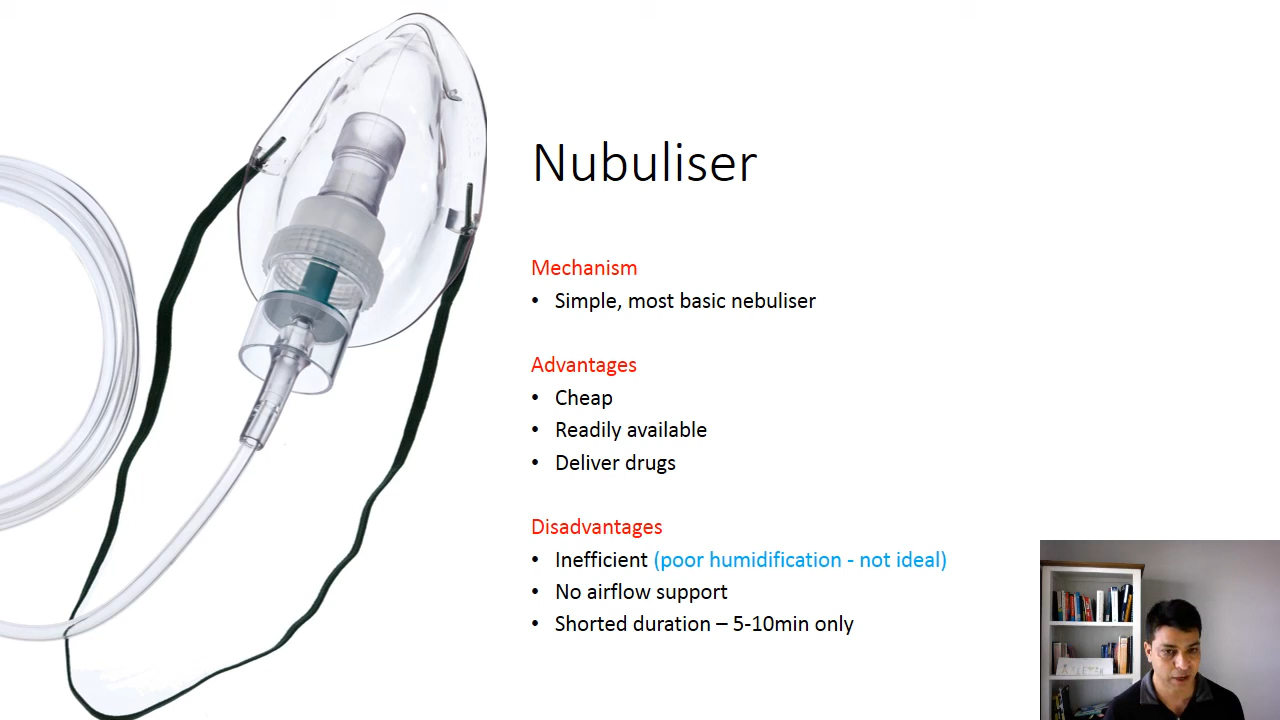 Nubuliser
Mechanism
• Simple, most basic nebuliser
Advantages
• Cheap
• Readily available
• Deliver drugs
Disadvantages
• Inefficient (poor humidification - not ideal)
• No airflow support
• Shorted duration – 5-10min only